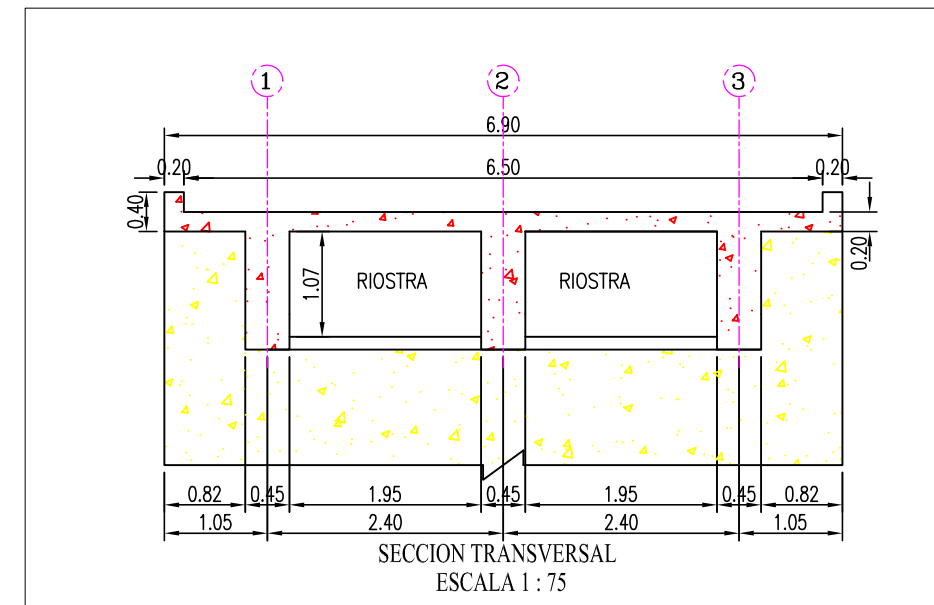 1 2 3
6.90
0.20 6.50 0.20
0.40
0.20
1.07
RIOSTRA RIOSTRA
0.82 0.45 1.95 0.45 1.95 0.45 0.82
1.05 2.40 2.40 1.05
SECCION TRANSVERSAL
ESCALA 1 : 75